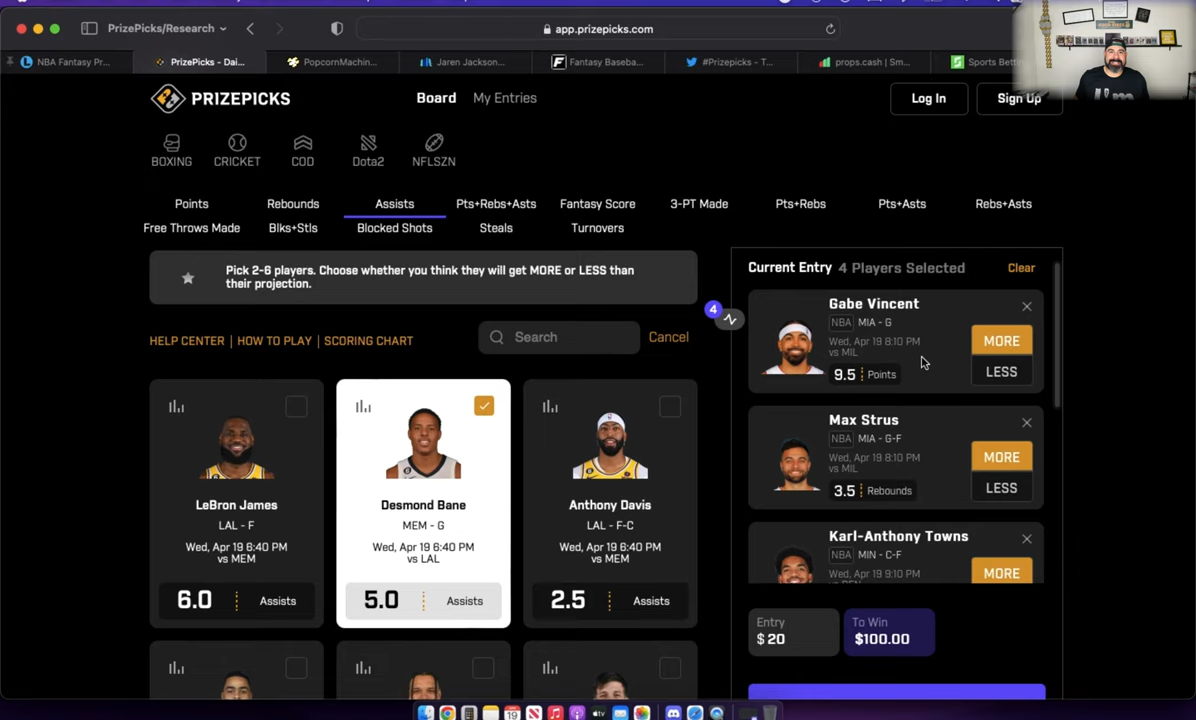 PrizePicks/Research
app.prizepicks.com
NBA Fantasy Pr...
PrizePicks - Dai...
PopcornMachin...
Jaren Jackson...
Fantasy Baseba...
#Prizepicks - T...
props.cash | Sm...
Sports Bettin
PRIZEPICKS
Board
My Entries
Log In
Sign Up
BOXING
CRICKET
COD
Dota2
NFLSZN
Points
Rebounds
Assists
Pts+Rebs+Asts
Fantasy Score
3-PT Made
Pts+Rebs
Pts+Asts
Rebs+Asts
Free Throws Made
Blks+Stls
Blocked Shots
Steals
Turnovers
Pick 2-6 players. Choose whether you think they will get MORE or LESS than
their projection.
HELP CENTER | HOW TO PLAY | SCORING CHART
Search
Cancel
LeBron James
LAL - F
Wed, Apr 19 6:40 PM
vs MEM
6.0 Assists
Desmond Bane
MEM - G
Wed, Apr 19 6:40 PM
vs LAL
5.0 Assists
Anthony Davis
LAL - F-C
Wed, Apr 19 6:40 PM
vs MEM
2.5 Assists
4
Current Entry 4 Players Selected
Clear
Gabe Vincent
NBA MIA - G
Wed, Apr 19 8:10 PM
vs MIL
9.5 Points
MORE
LESS
Max Strus
NBA MIA - G-F
Wed, Apr 19 8:10 PM
vs MIL
3.5 Rebounds
MORE
LESS
Karl-Anthony Towns
NBA MIN - C-F
Wed, Apr 19 9:10 PM
MORE
Entry
$ 20
To Win
$100.00
19